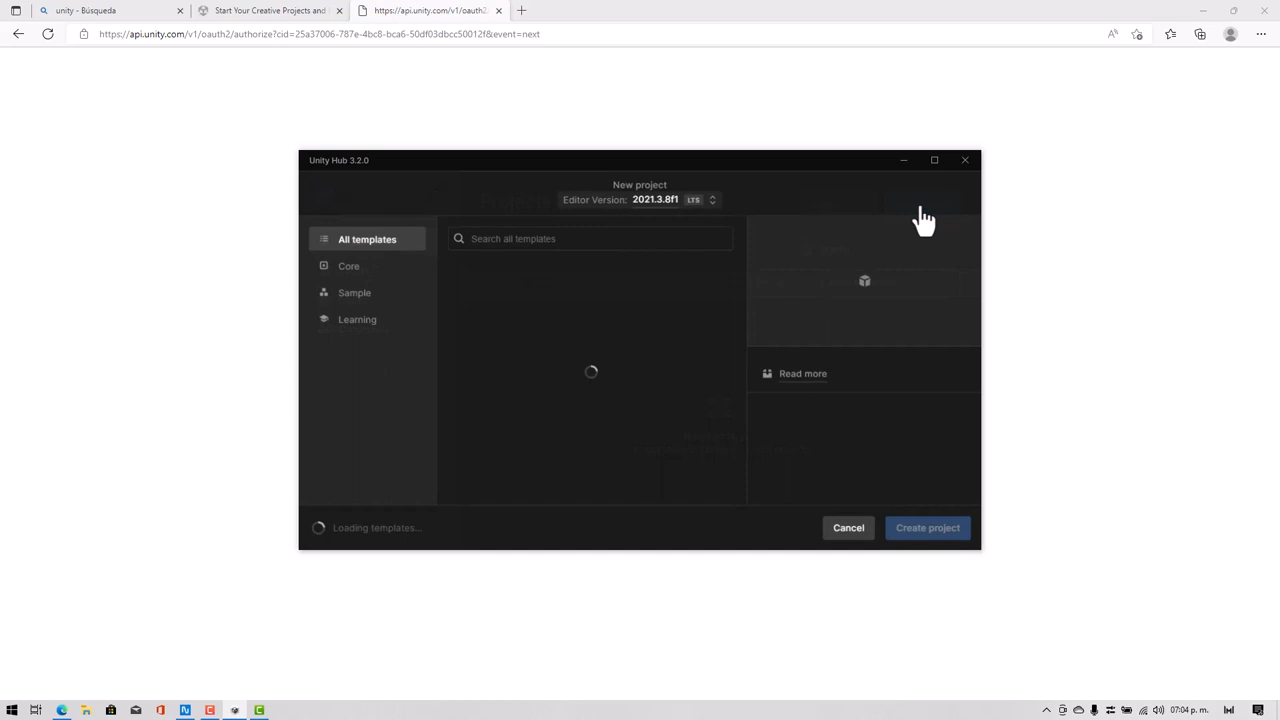 unity - Búsqueda
Start Your Creative Projects and
https://api.unity.com/v1/oauth2
https://api.unity.com/v1/oauth2/authorize?cid=25a37006-787e-4bc8-bca6-50df03dbcc50012f&event=next
Unity Hub 3.2.0
New project
Editor Version: 2021.3.8f1 LTS
All templates
Search all templates
Core
Sample
Learning
Read more
Loading templates...
Cancel
Create project
07:04 p. m.